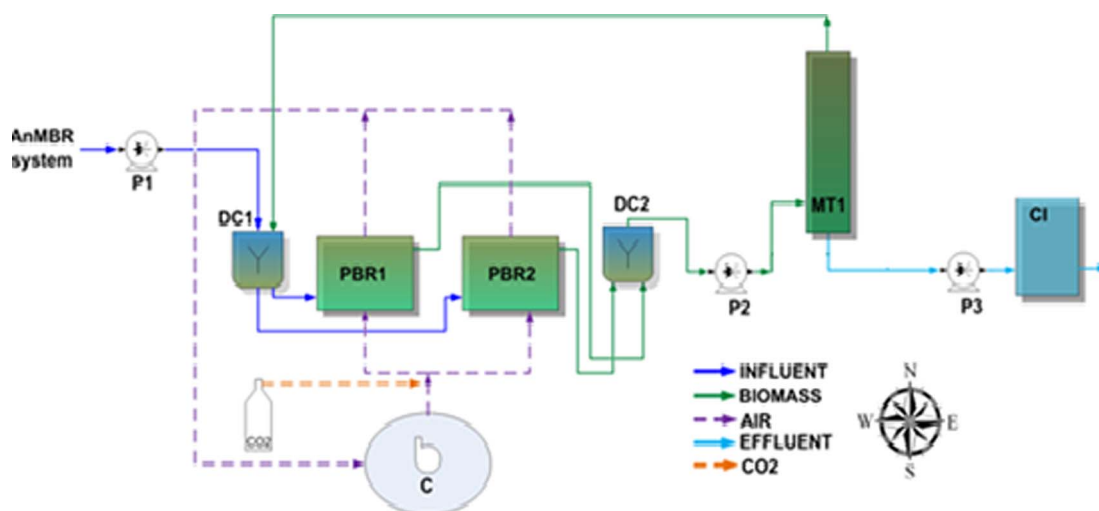 AnMBR
system
P1
DC1
PBR1
PBR2
DC2
P2
MT1
P3
CI
CO2
C
INFLUENT
BIOMASS
AIR
EFFLUENT
CO2
N
W
E
S